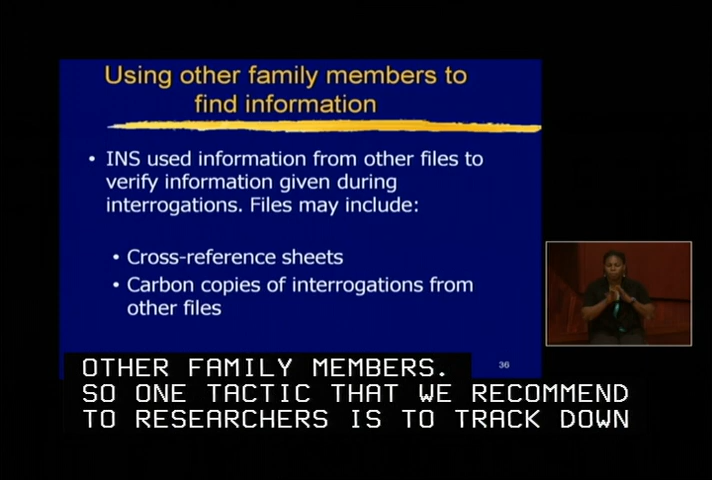 Using other family members to
find information
• INS used information from other files to
verify information given during
interrogations. Files may include:
• Cross-reference sheets
• Carbon copies of interrogations from
other files
36
OTHER FAMILY MEMBERS.
SO ONE TACTIC THAT WE RECOMMEND
TO RESEARCHERS IS TO TRACK DOWN